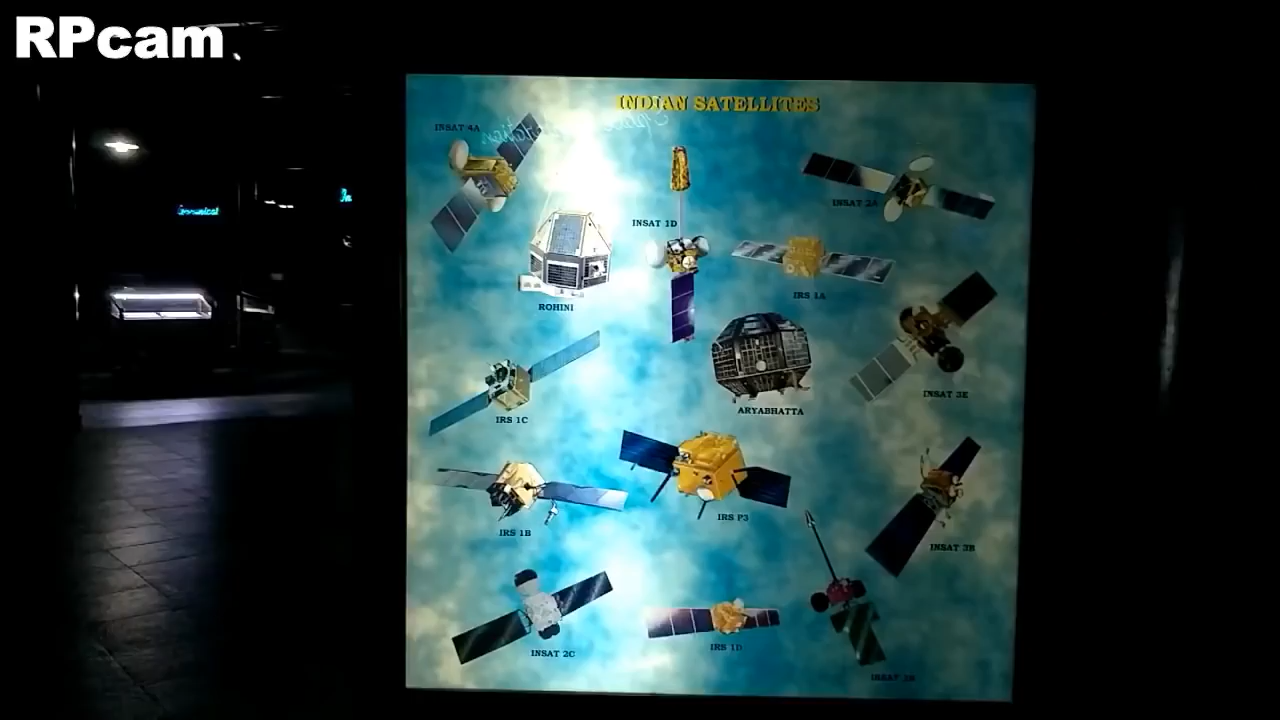 RPcam
INDIAN SATELLITES
INSAT 4A
INSAT 2A
INSAT 1D
IRS 1A
ROHINI
INSAT 3E
ARYABHATTA
IRS 1C
IRS P3
IRS 1B
INSAT 3B
INSAT 2C
IRS 1D